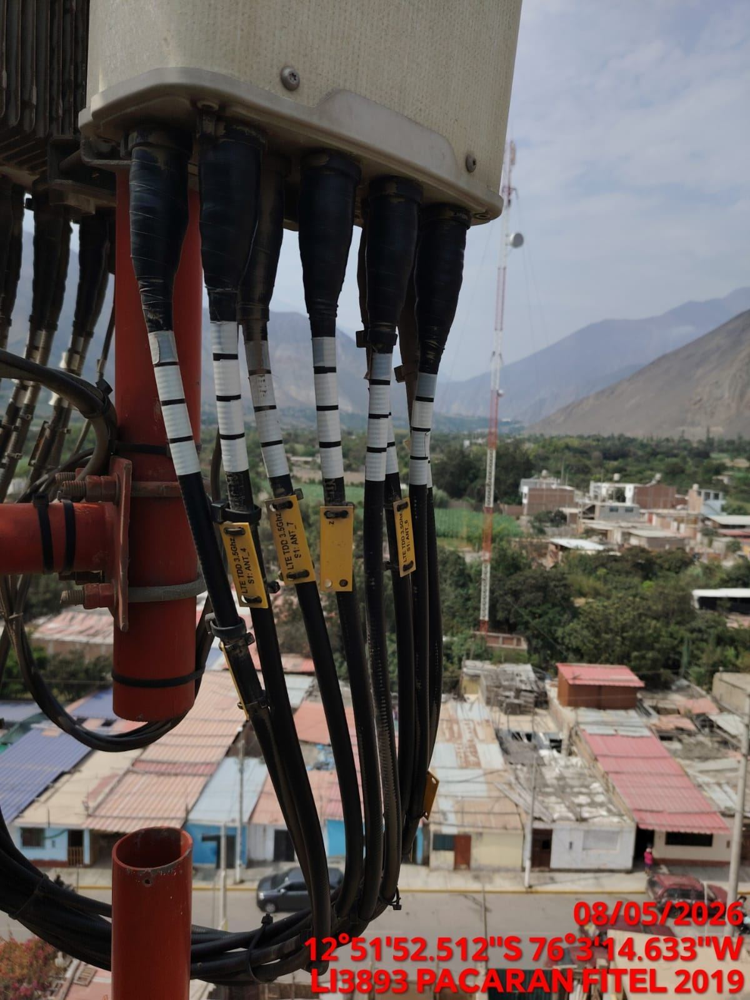 LTE TDD 3.5Ghz
S1: ANT_4
LTE TDD 3.5Ghz
S1: ANT_7
LTE TDD 3.5Ghz
S1: ANT_6
08/05/2026
12°51'52.512"S 76°3'14.633"W
LI3893 PACARAN FITEL 2019